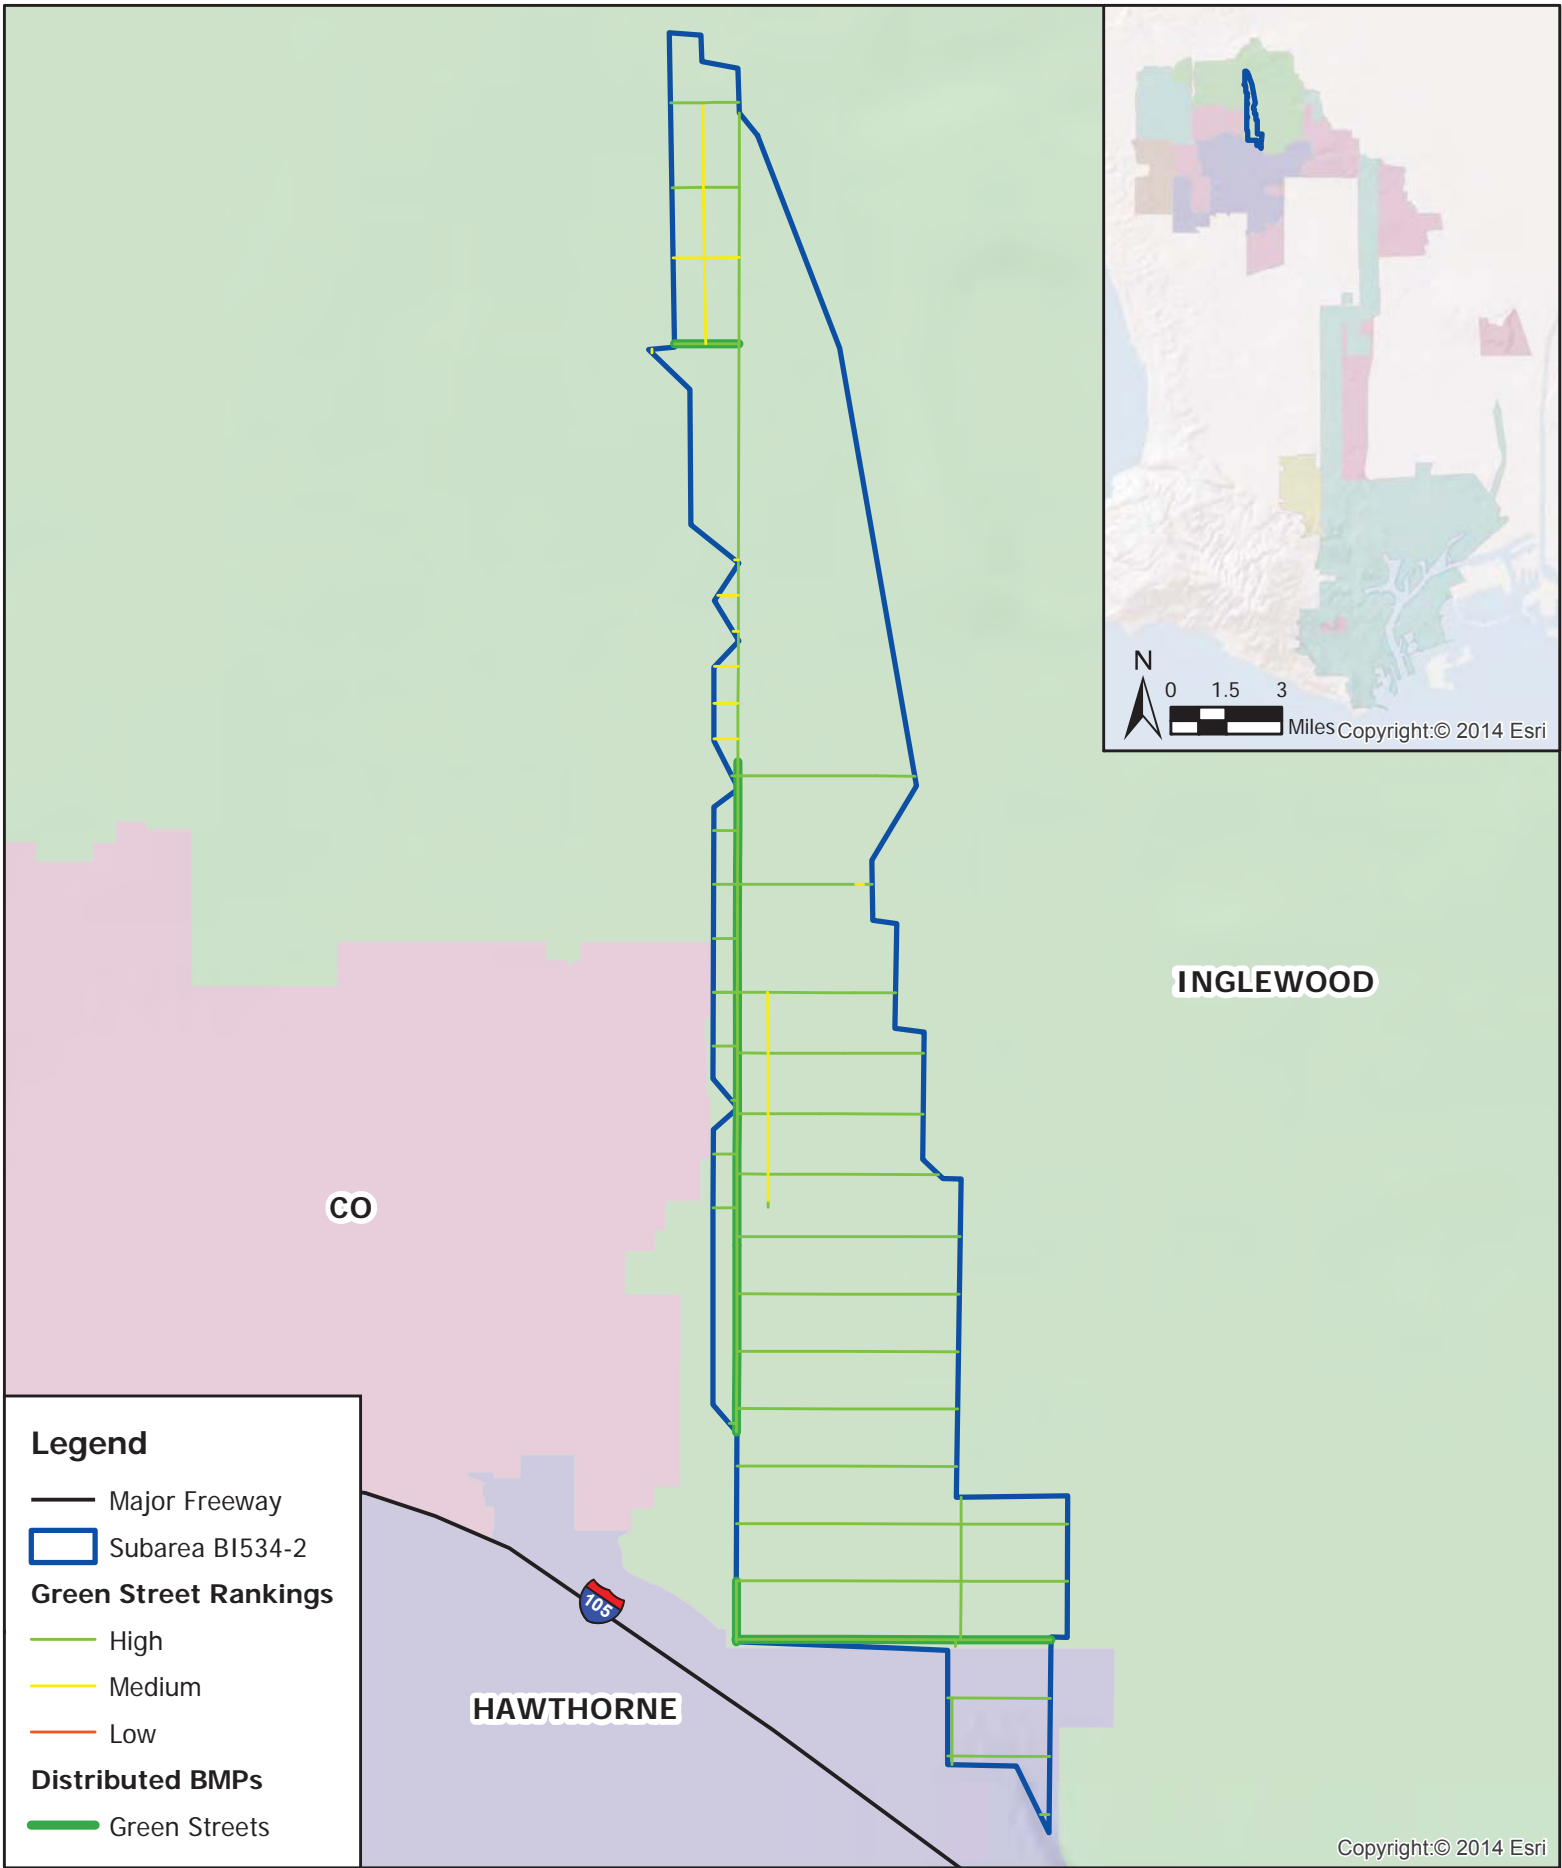 N
0 1.5 3
Miles
Copyright:© 2014 Esri
INGLEWOOD
CO
HAWTHORNE
105
Legend
Major Freeway
Subarea BI534-2
Green Street Rankings
High
Medium
Low
Distributed BMPs
Green Streets
Copyright:© 2014 Esri